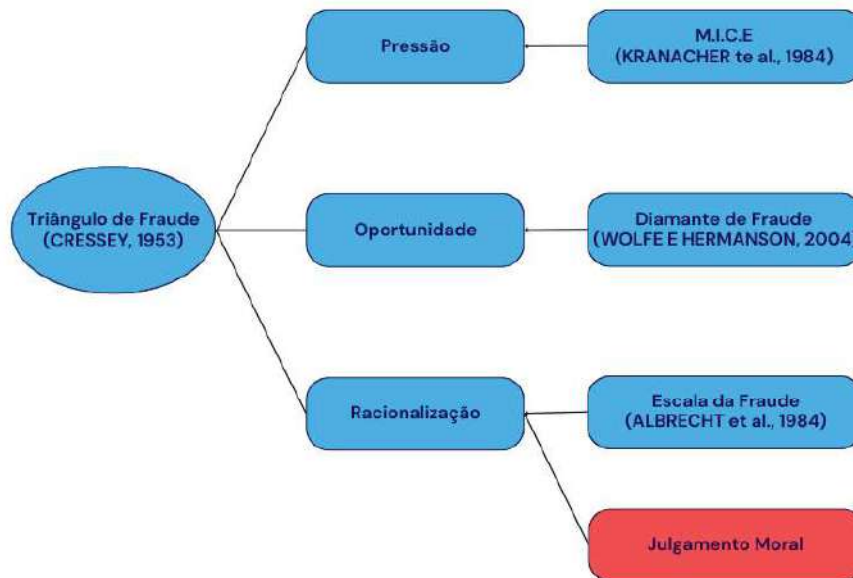 Pressão
M.I.C.E
(KRANACHER te al., 1984)
Triângulo de Fraude
(CRESSEY, 1953)
Oportunidade
Diamante de Fraude
(WOLFE E HERMANSON, 2004)
Racionalização
Escala da Fraude
(ALBRECHT et al., 1984)
Julgamento Moral